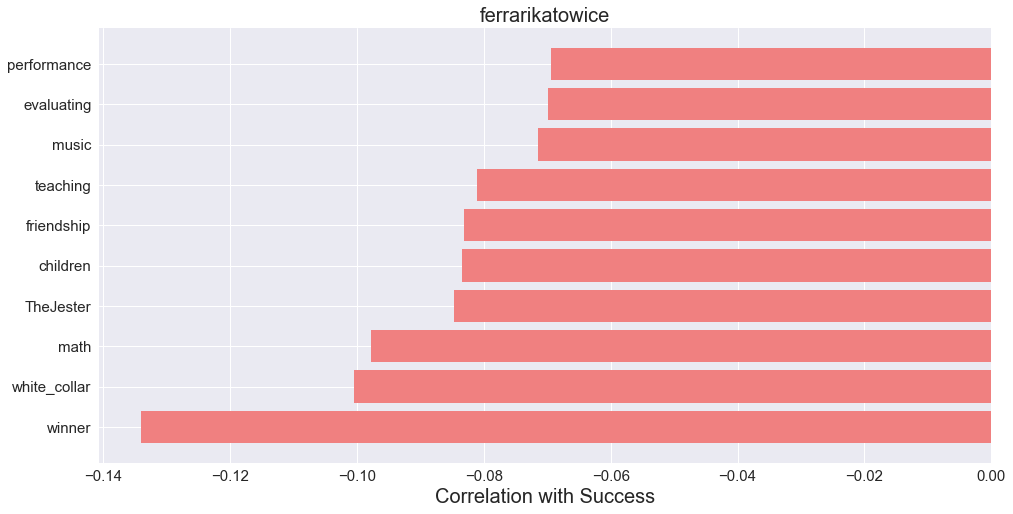 ferrarikatowice
performance
evaluating
music
teaching
friendship
children
TheJester
math
white_collar
winner
−0.14 −0.12 −0.10 −0.08 −0.06 −0.04 −0.02 0.00
Correlation with Success